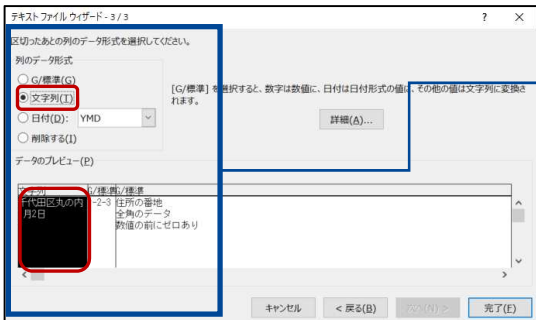 テキスト ファイル ウィザード - 3 / 3
? ×
区切ったあとの列のデータ形式を選択してください。
列のデータ形式
G/標準(G)
文字列(T)
日付(D): YMD
削除する(I)
[G/標準] を選択すると、数字は数値に、日付は日付形式の値に、その他の値は文字列に変換されます。
詳細(A)...
データのプレビュー(P)
文字列 G/標準 G/標準
千代田区丸の内 -2-3 住所の番地
月2日 全角のデータ
数値の前にゼロあり
キャンセル < 戻る(B) 次へ(N) > 完了(F)